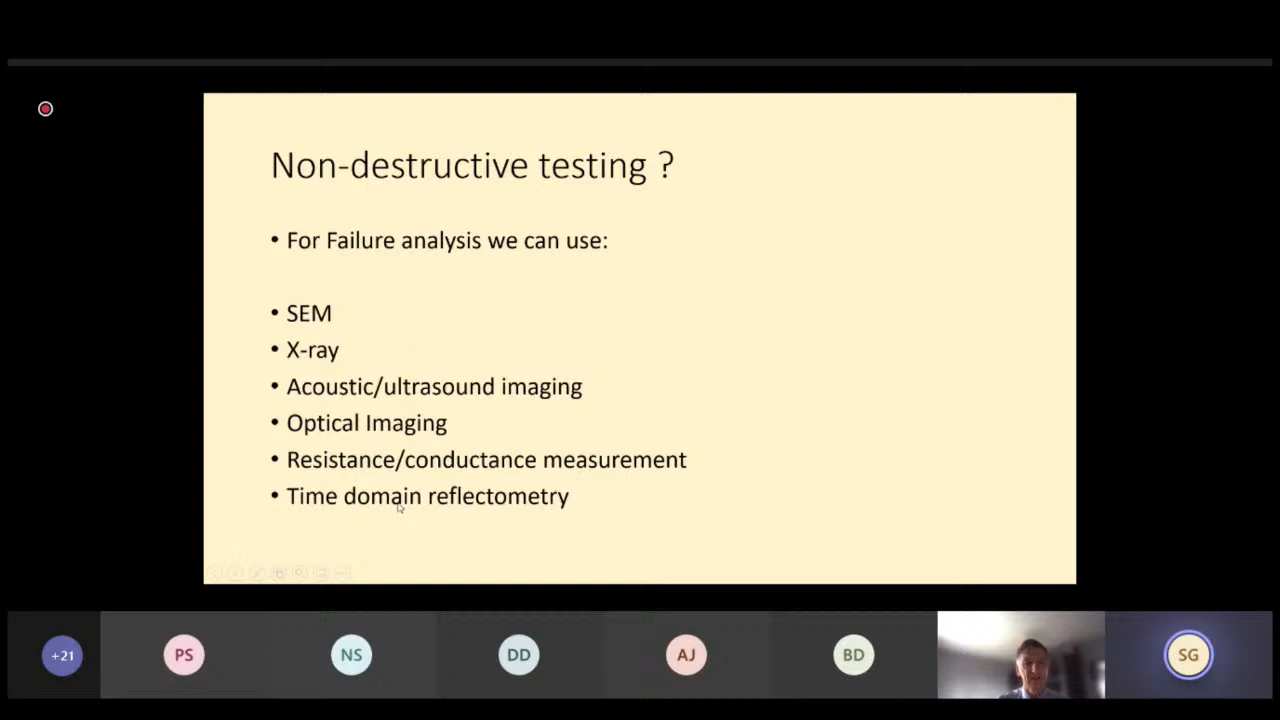 Non-destructive testing ?
• For Failure analysis we can use:
• SEM
• X-ray
• Acoustic/ultrasound imaging
• Optical Imaging
• Resistance/conductance measurement
• Time domain reflectometry
+21
PS
NS
DD
AJ
BD
SG